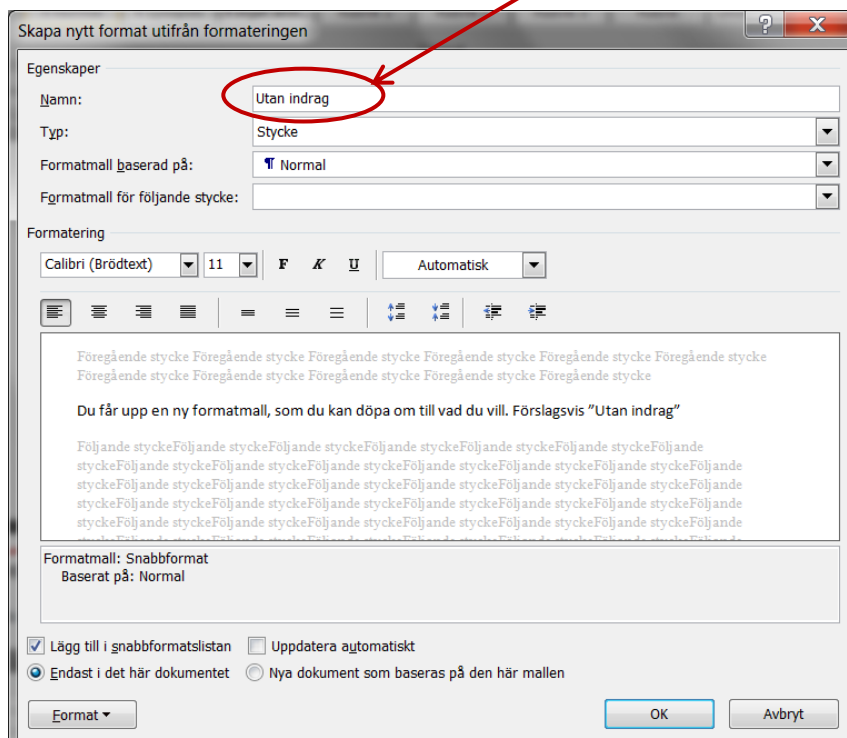 Skapa nytt format utifrån formateringen
Egenskaper
Namn: Utan indrag
Typ: Stycke
Formatmall baserad på: ¶ Normal
Formatmall för följande stycke:
Formatering
Calibri (Brödtext) 11 F K U Automatisk
Föregående stycke Föregående stycke Föregående stycke Föregående stycke Föregående stycke Föregående stycke
Föregående stycke Föregående stycke Föregående stycke Föregående stycke Föregående stycke
Du får upp en ny formatmall, som du kan döpa om till vad du vill. Förslagsvis ”Utan indrag”
Följande styckeFöljande styckeFöljande styckeFöljande styckeFöljande styckeFöljande styckeFöljande
styckeFöljande styckeFöljande styckeFöljande styckeFöljande styckeFöljande styckeFöljande
styckeFöljande styckeFöljande styckeFöljande styckeFöljande styckeFöljande styckeFöljande
styckeFöljande styckeFöljande styckeFöljande styckeFöljande styckeFöljande styckeFöljande
styckeFöljande styckeFöljande styckeFöljande styckeFöljande styckeFöljande styckeFöljande
Formatmall: Snabbformat
Baserat på: Normal
Lägg till i snabbformatslistan Uppdatera automatiskt
Endast i det här dokumentet Nya dokument som baseras på den här mallen
Format OK Avbryt